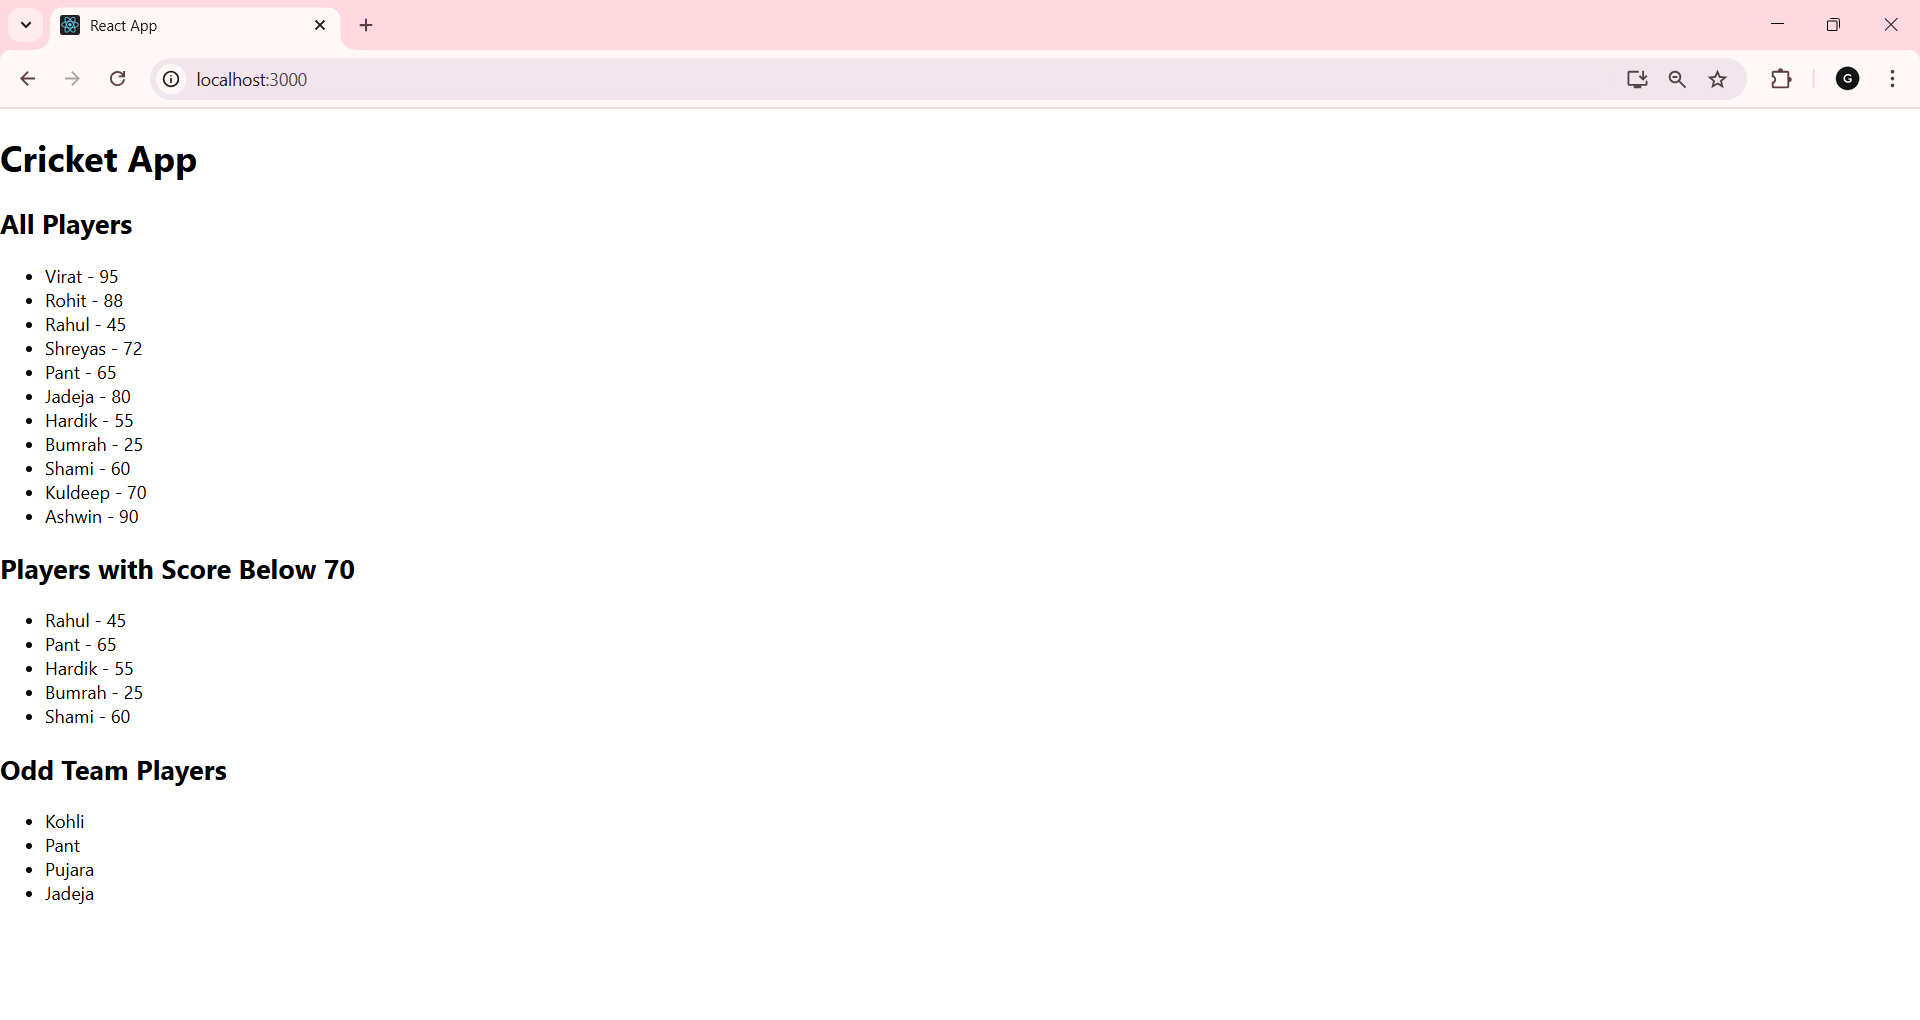 React App
localhost:3000
G
Cricket App
All Players
• Virat - 95
• Rohit - 88
• Rahul - 45
• Shreyas - 72
• Pant - 65
• Jadeja - 80
• Hardik - 55
• Bumrah - 25
• Shami - 60
• Kuldeep - 70
• Ashwin - 90
Players with Score Below 70
• Rahul - 45
• Pant - 65
• Hardik - 55
• Bumrah - 25
• Shami - 60
Odd Team Players
• Kohli
• Pant
• Pujara
• Jadeja